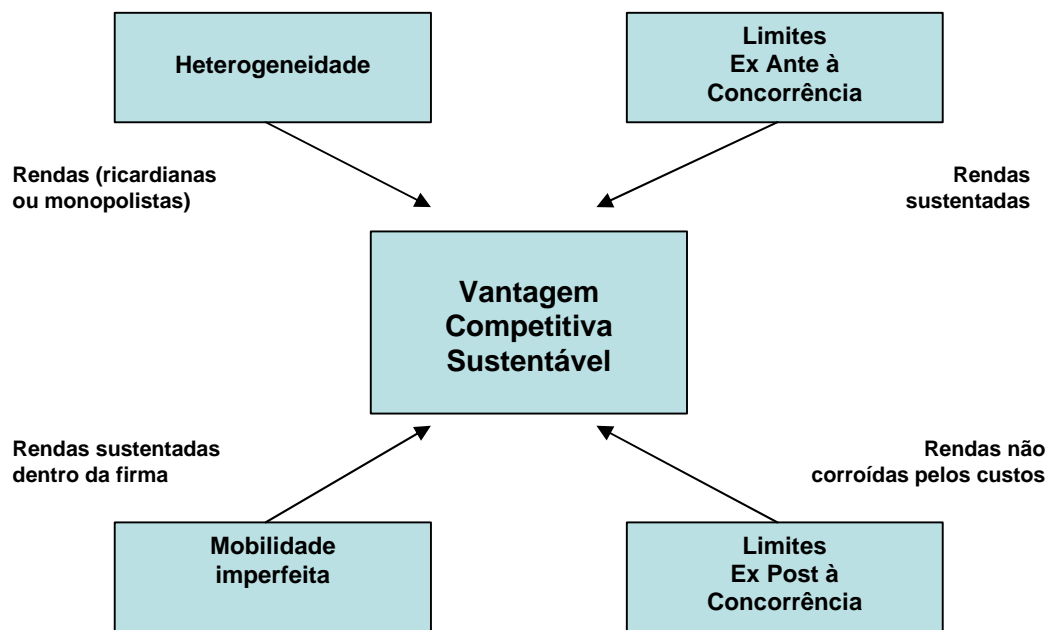 Heterogeneidade
Limites
Ex Ante à
Concorrência
Rendas (ricardianas
ou monopolistas)
Rendas
sustentadas
Vantagem
Competitiva
Sustentável
Rendas sustentadas
dentro da firma
Rendas não
corroídas pelos custos
Mobilidade
imperfeita
Limites
Ex Post à
Concorrência